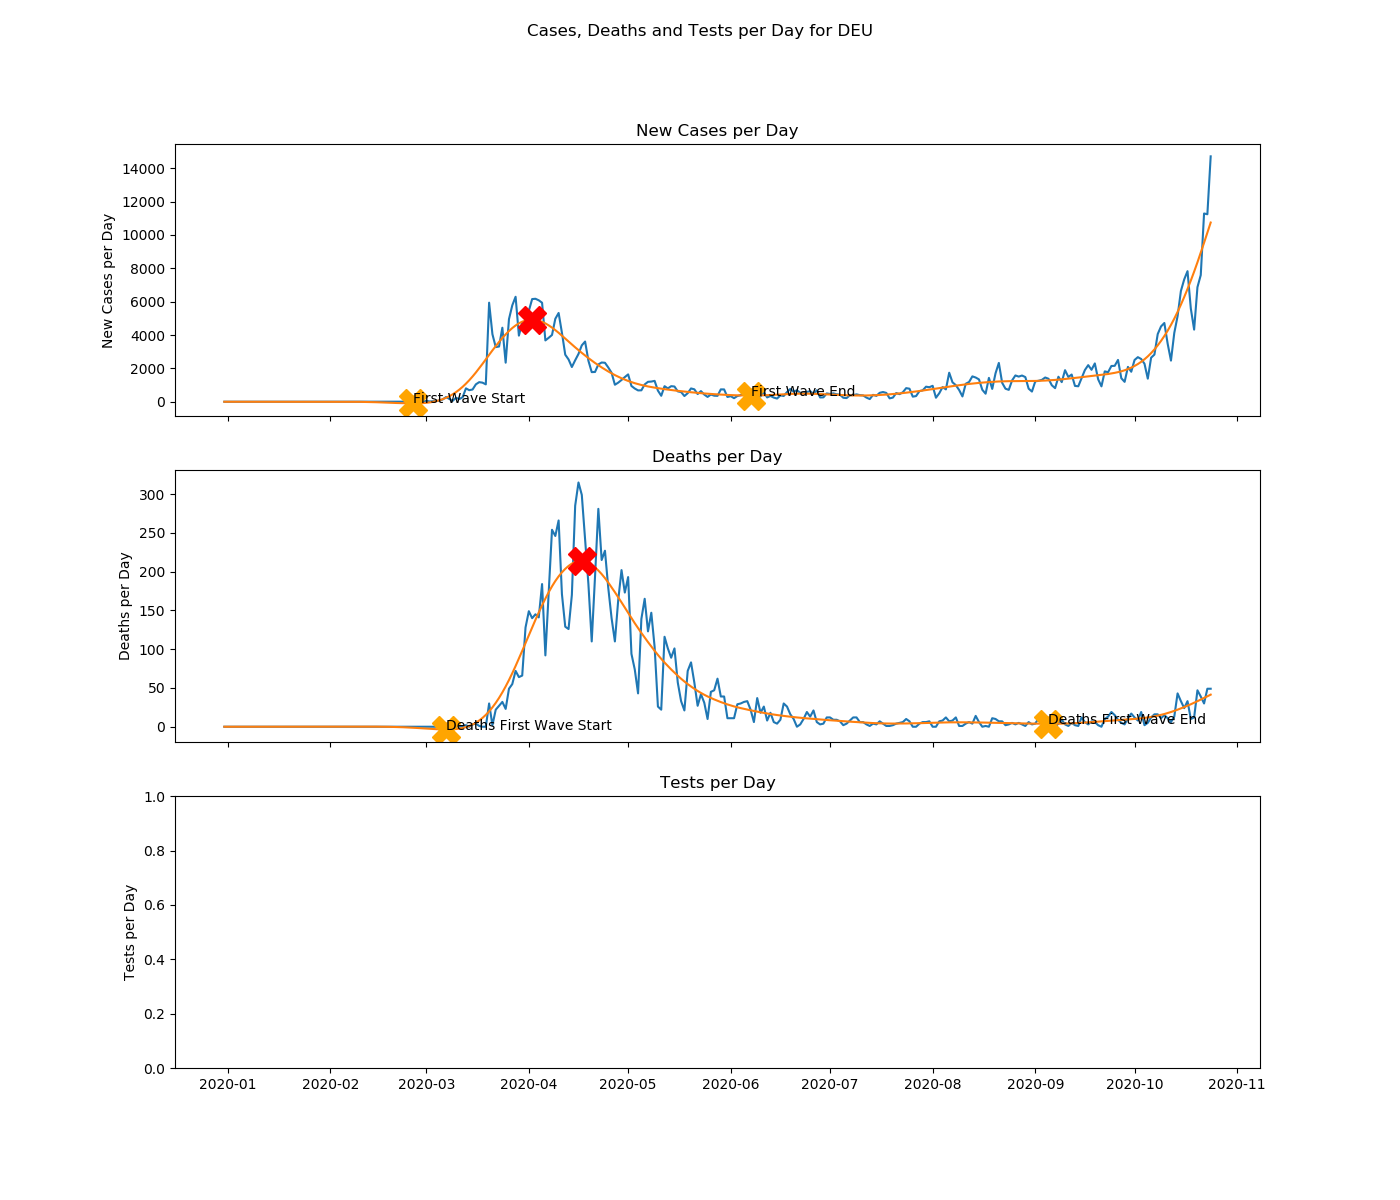 Cases, Deaths and Tests per Day for DEU
New Cases per Day
New Cases per Day
14000
12000
10000
8000
6000
4000
2000
0
First Wave Start
First Wave End
Deaths per Day
Deaths per Day
300
250
200
150
100
50
0
Deaths First Wave Start
Deaths First Wave End
Tests per Day
Tests per Day
1.0
0.8
0.6
0.4
0.2
0.0
2020-01 2020-02 2020-03 2020-04 2020-05 2020-06 2020-07 2020-08 2020-09 2020-10 2020-11